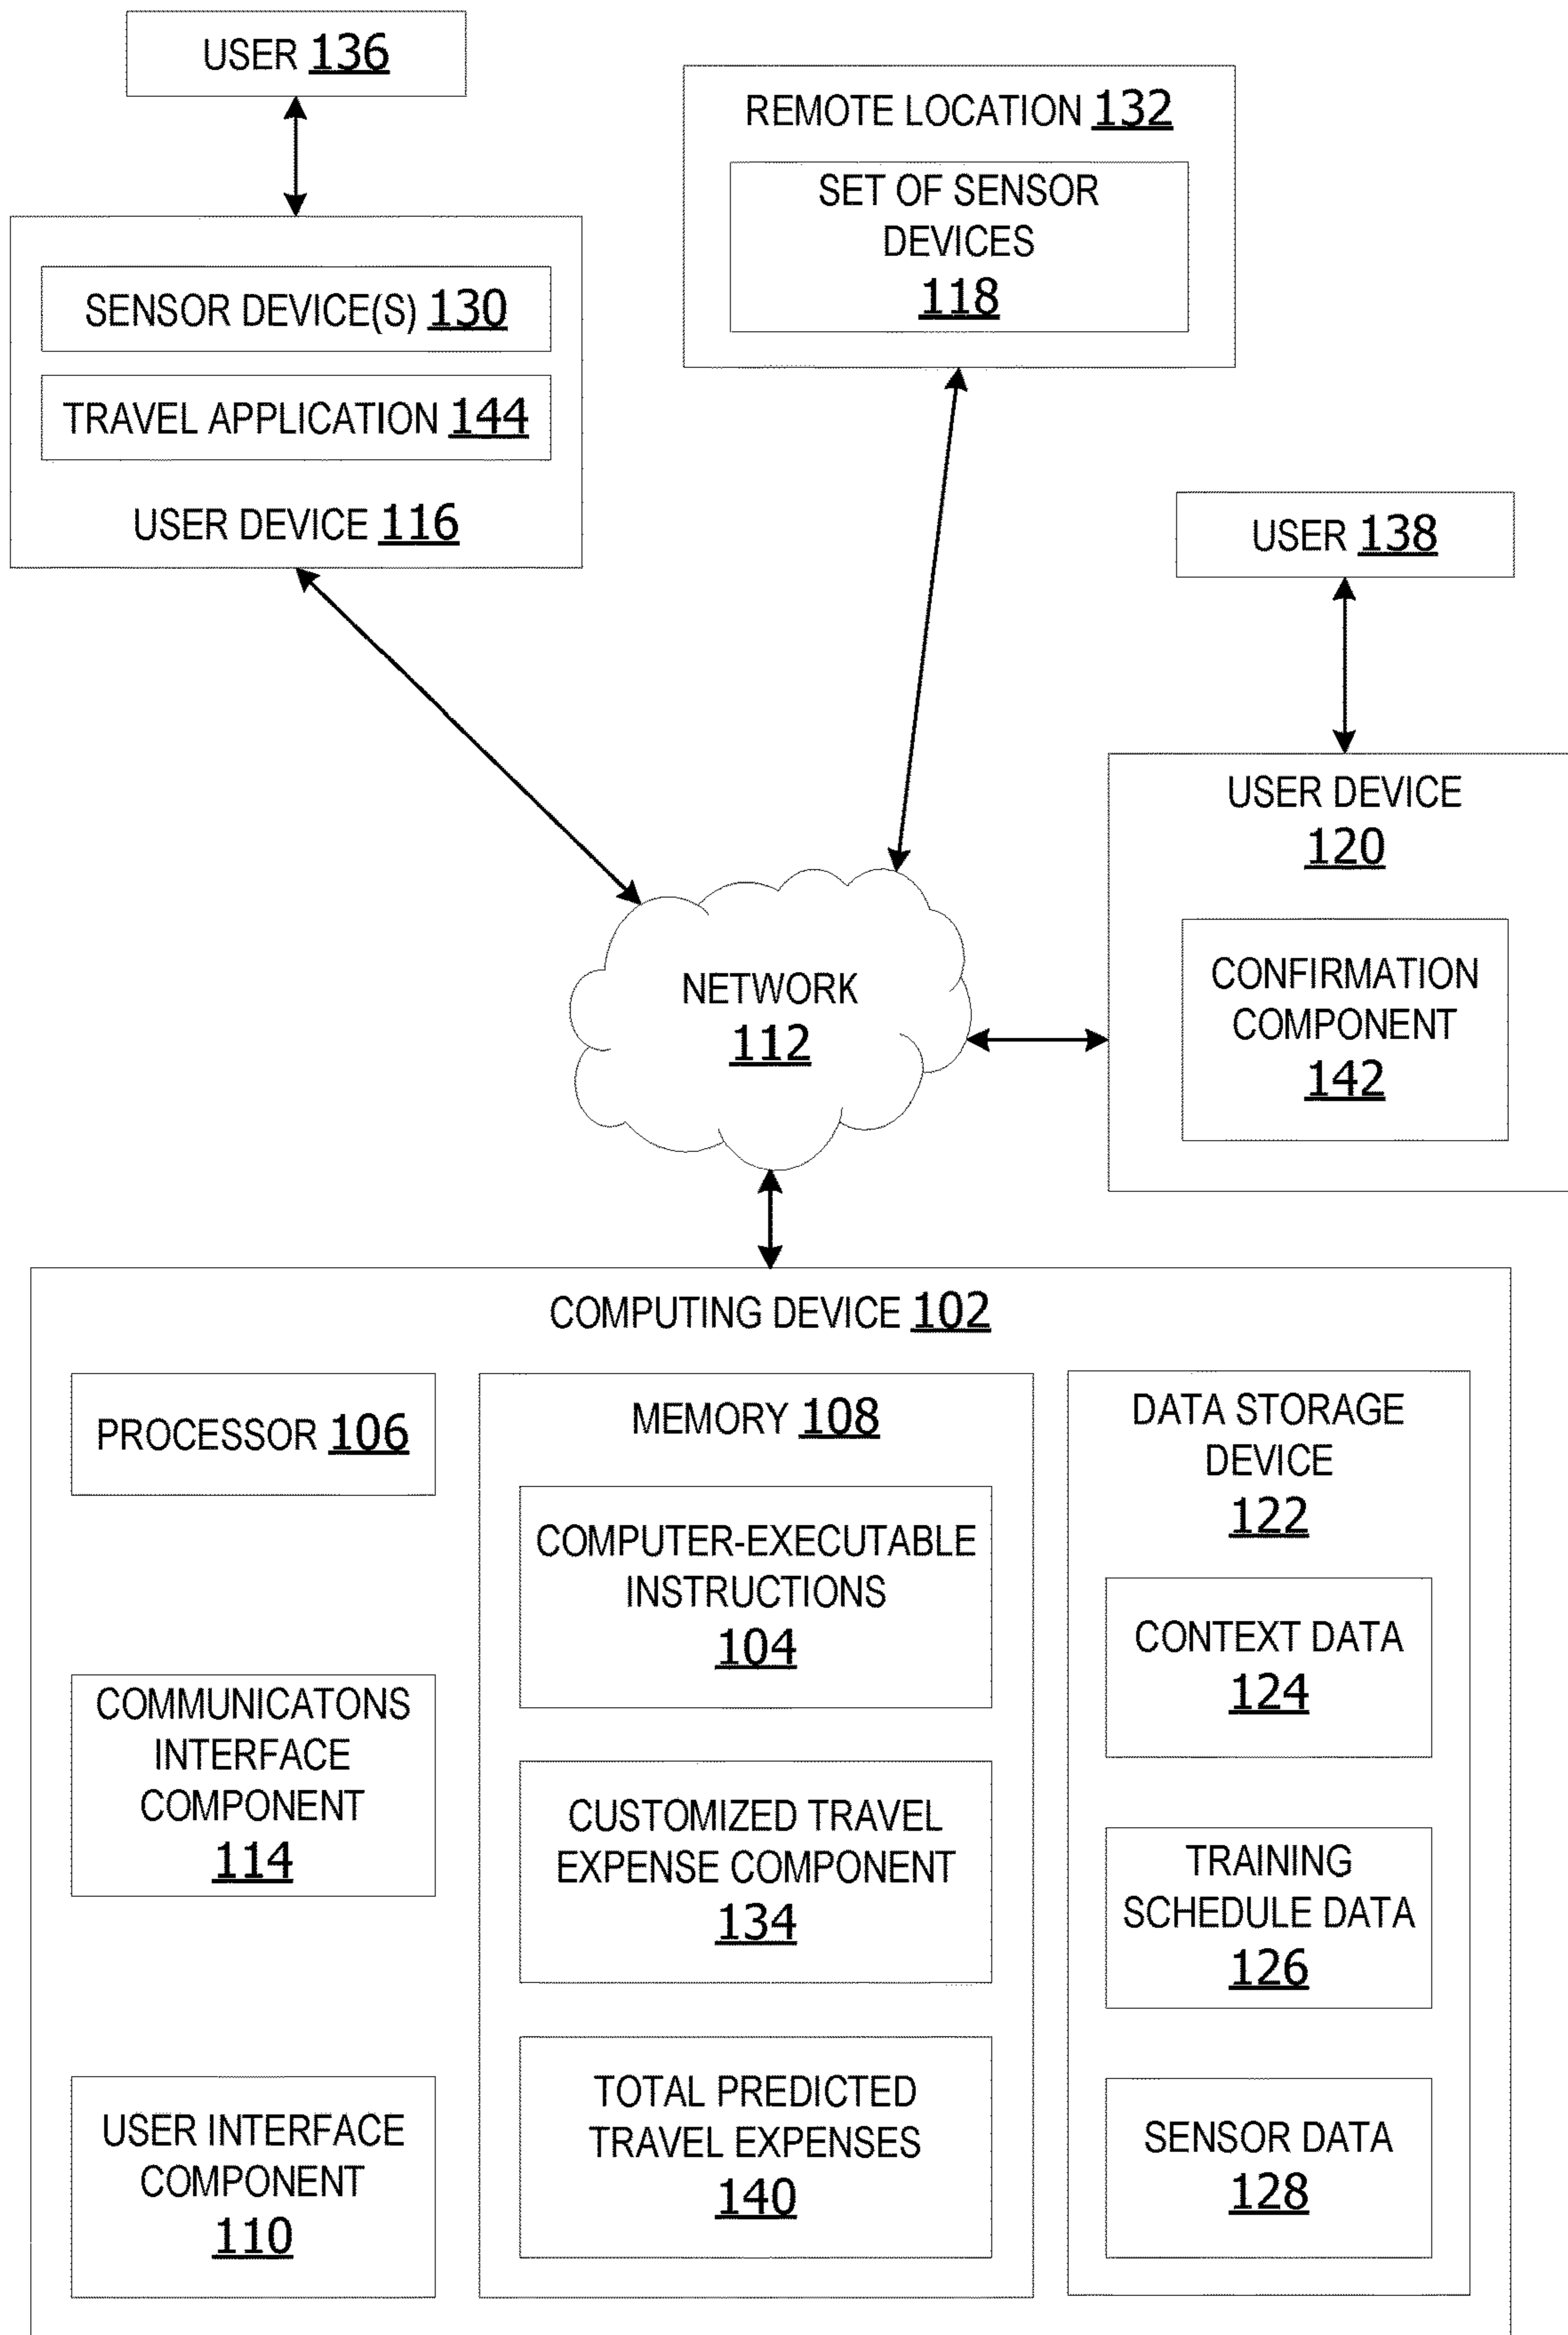 USER 136
REMOTE LOCATION 132
SET OF SENSOR
DEVICES
118
SENSOR DEVICE(S) 130
TRAVEL APPLICATION 144
USER DEVICE 116
USER 138
USER DEVICE
120
CONFIRMATION
COMPONENT
142
NETWORK
112
COMPUTING DEVICE 102
PROCESSOR 106
COMMUNICATONS
INTERFACE
COMPONENT
114
USER INTERFACE
COMPONENT
110
MEMORY 108
COMPUTER-EXECUTABLE
INSTRUCTIONS
104
CUSTOMIZED TRAVEL
EXPENSE COMPONENT
134
TOTAL PREDICTED
TRAVEL EXPENSES
140
DATA STORAGE
DEVICE
122
CONTEXT DATA
124
TRAINING
SCHEDULE DATA
126
SENSOR DATA
128